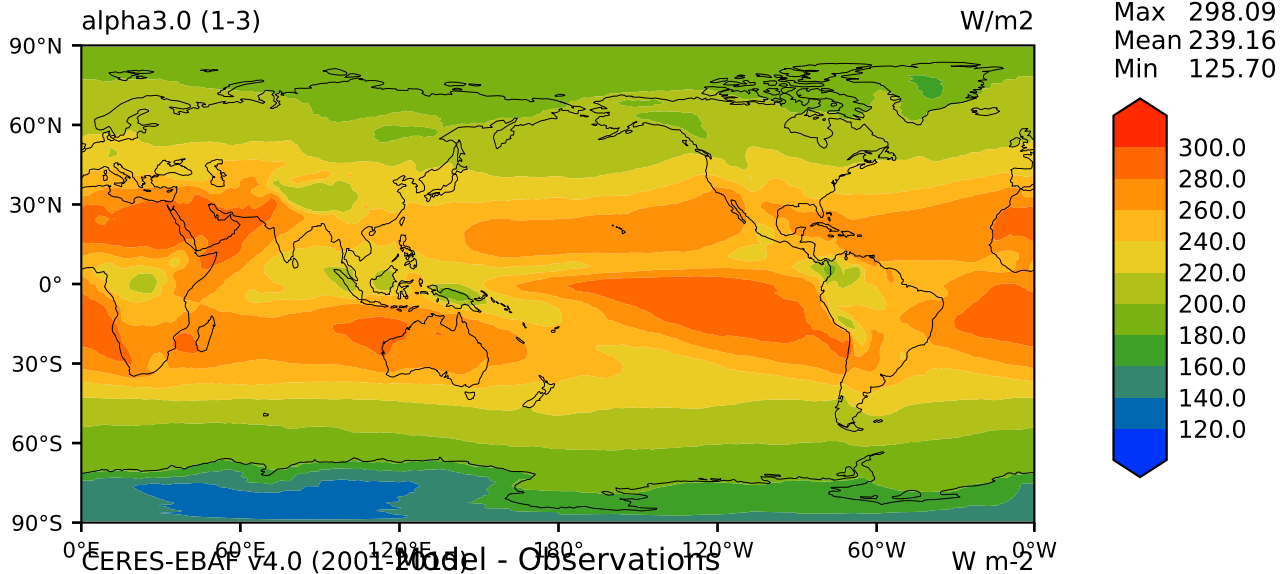 alpha3.0 (1-3) W/m2
Max 298.09
Mean 239.16
Min 125.70
90°N
60°N
30°N
0°
30°S
60°S
90°S
300.0
280.0
260.0
240.0
220.0
200.0
180.0
160.0
140.0
120.0
0°E 60°E 120°E 180° 120°W 60°W 0°W
CERES-EBAF v4.0 (2001-2015) Model - Observations W m-2